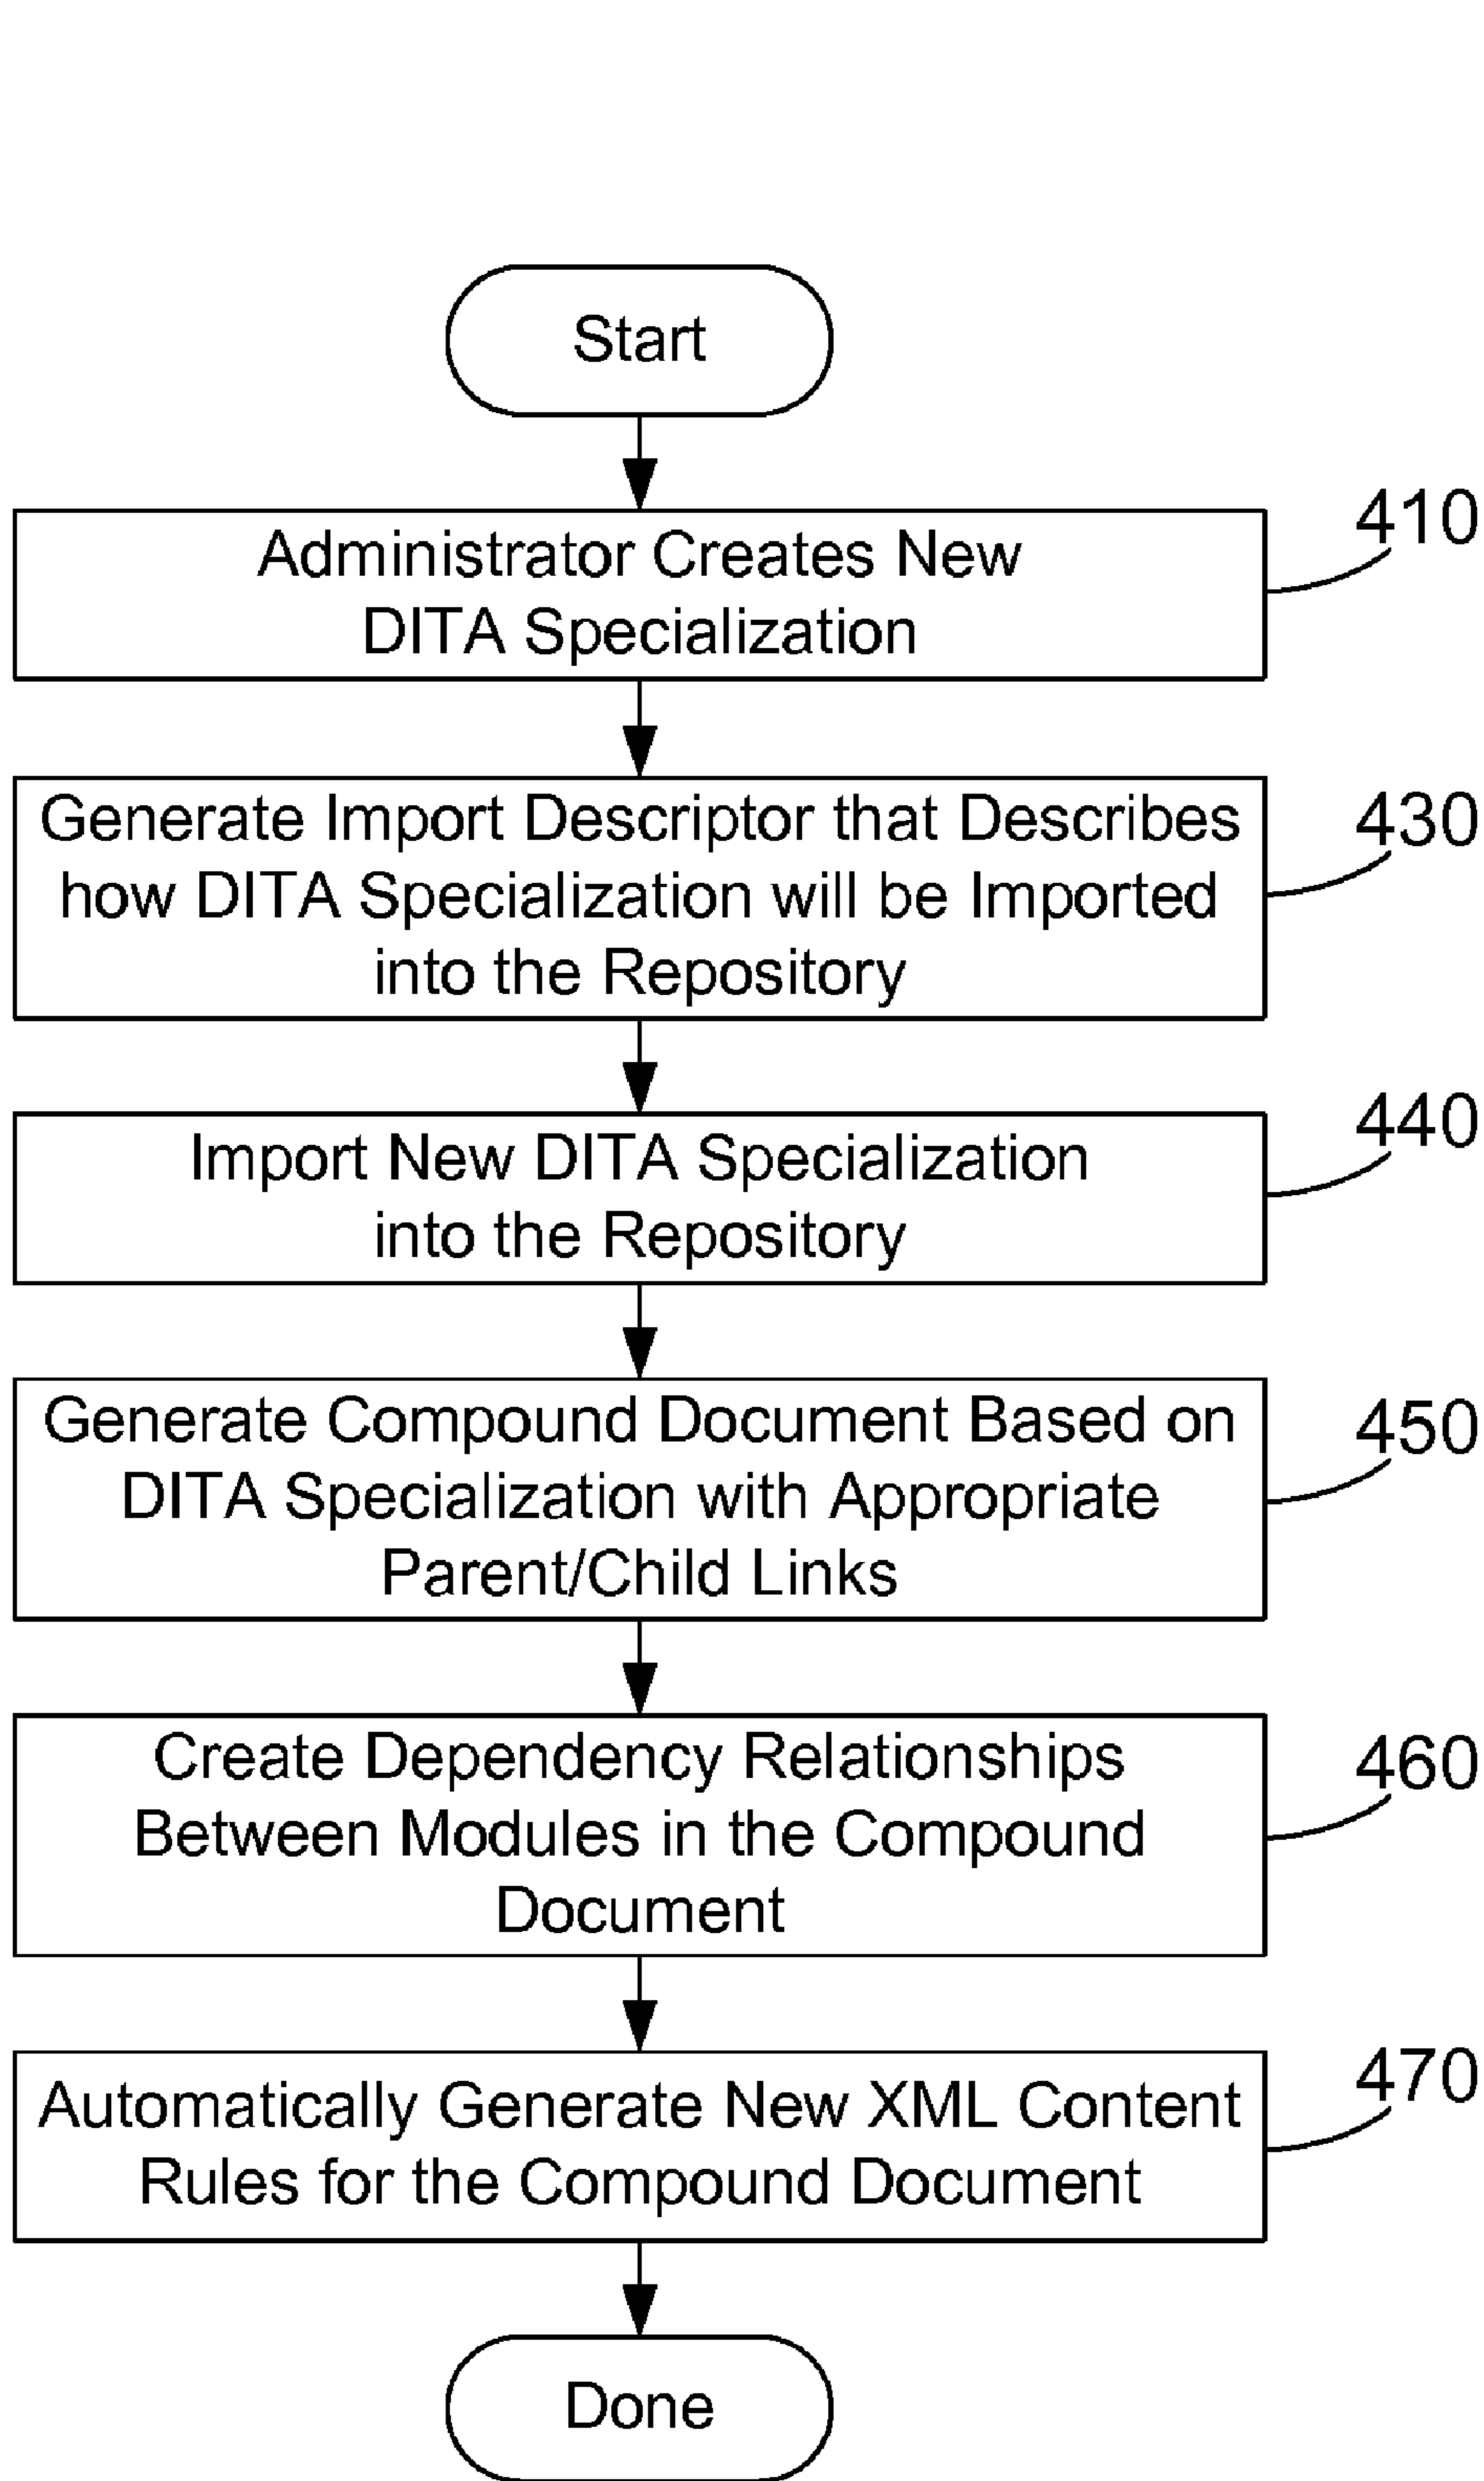 Start
410
Administrator Creates New
DITA Specialization
430
Generate Import Descriptor that Describes
how DITA Specialization will be Imported
into the Repository
440
Import New DITA Specialization
into the Repository
450
Generate Compound Document Based on
DITA Specialization with Appropriate
Parent/Child Links
460
Create Dependency Relationships
Between Modules in the Compound
Document
470
Automatically Generate New XML Content
Rules for the Compound Document
Done